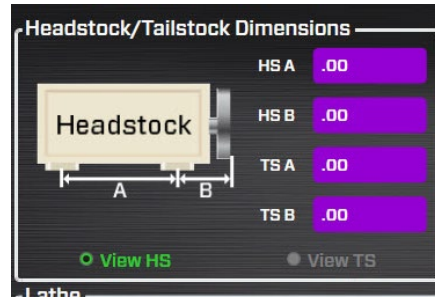 Headstock/Tailstock Dimensions
HS A .00
Headstock
HS B .00
A
B
TS A .00
TS B .00
View HS
View TS
Lathe